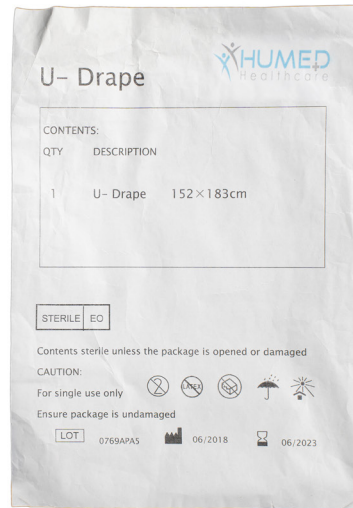 HUMED
Healthcare
U- Drape
CONTENTS:
QTY DESCRIPTION
1 U- Drape 152×183cm
STERILE EO
Contents sterile unless the package is opened or damaged
CAUTION:
For single use only
2 LATEX
Ensure package is undamaged
LOT 0769APA5 06/2018 06/2023